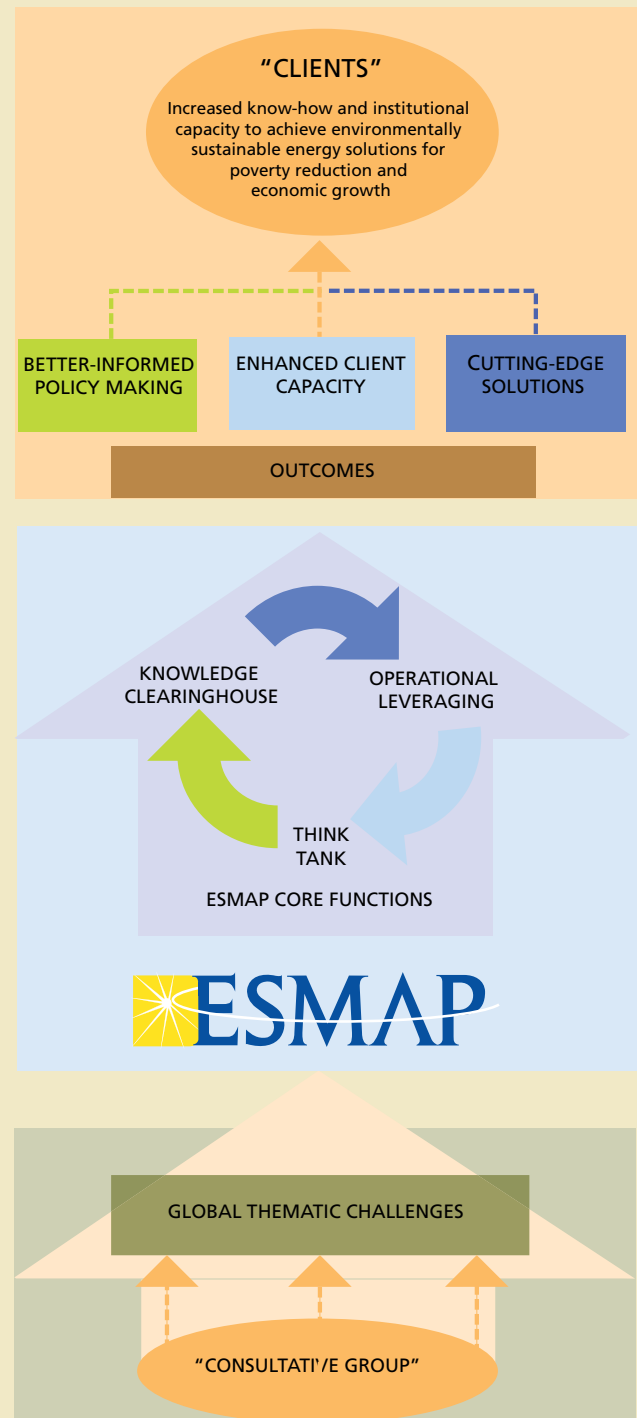 “CLIENTS”
Increased know-how and institutional
capacity to achieve environmentally
sustainable energy solutions for
poverty reduction and
economic growth
BETTER-INFORMED
POLICY MAKING
ENHANCED CLIENT
CAPACITY
CUTTING-EDGE
SOLUTIONS
OUTCOMES
KNOWLEDGE
CLEARINGHOUSE
OPERATIONAL
LEVERAGING
THINK
TANK
ESMAP CORE FUNCTIONS
ESMAP
GLOBAL THEMATIC CHALLENGES
“CONSULTATIVE GROUP”